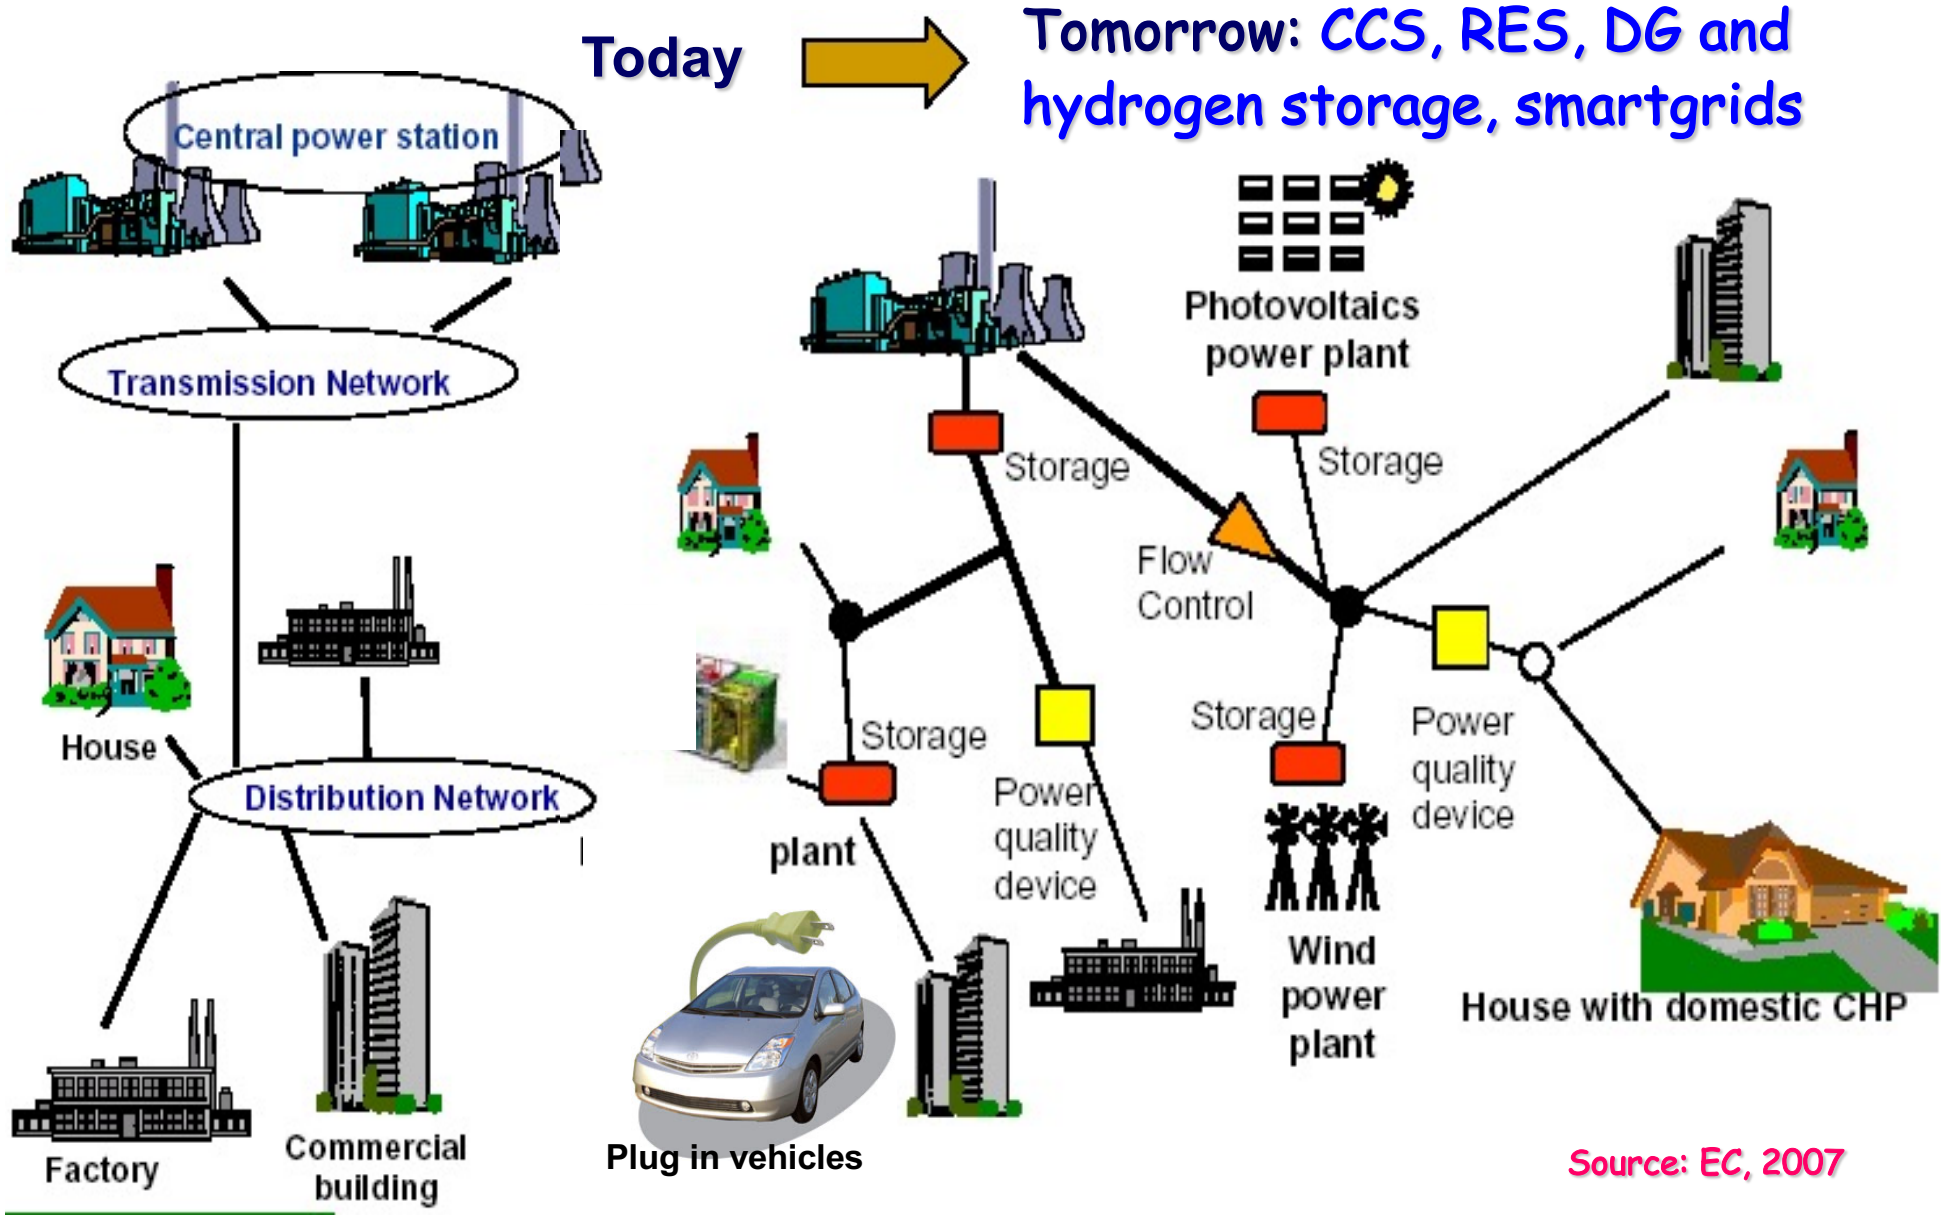 Today
Tomorrow: CCS, RES, DG and
hydrogen storage, smartgrids
Central power station
Transmission Network
House
Distribution Network
Factory
Commercial
building
Photovoltaics
power plant
Storage
Storage
Flow
Control
Storage
plant
Power
quality
device
Storage
Power
quality
device
Wind
power
plant
House with domestic CHP
Plug in vehicles
Source: EC, 2007